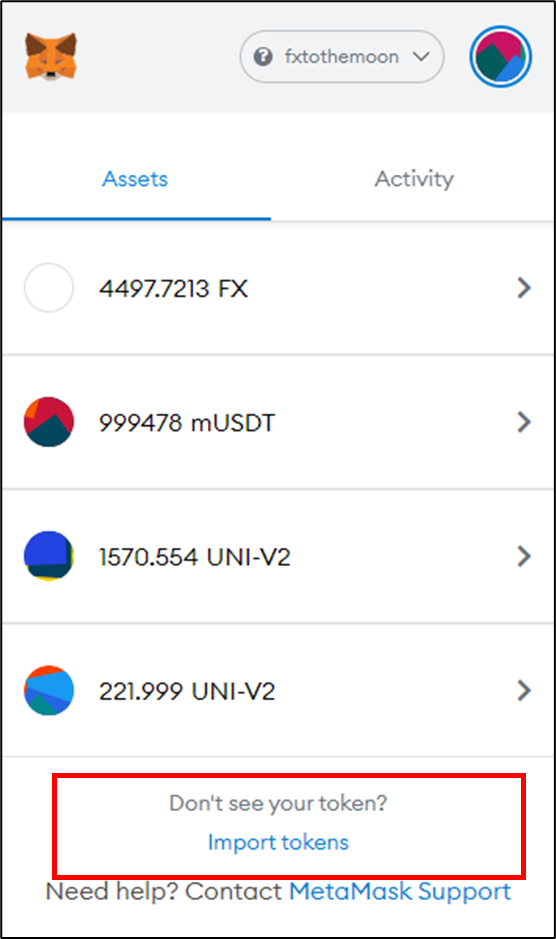 fxtothemoon
Assets Activity
4497.7213 FX
999478 mUSDT
1570.554 UNI-V2
221.999 UNI-V2
Don't see your token?
Import tokens
Need help? Contact MetaMask Support